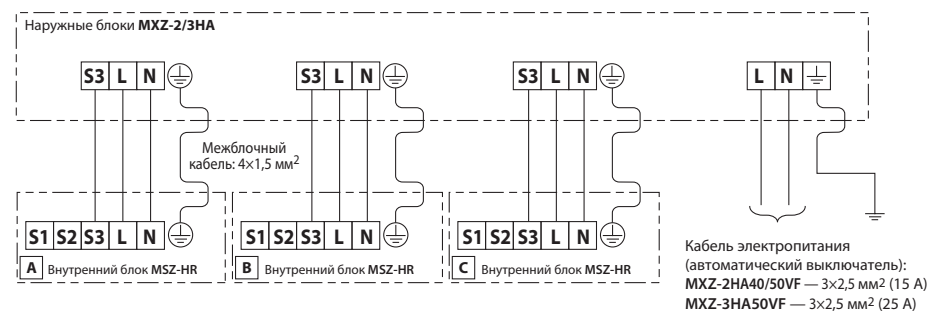 Наружные блоки MXZ-2/3HA
S3 L N
S3 L N
S3 L N
L N
Межблочный
кабель: 4×1,5 мм²
S1 S2 S3 L N
S1 S2 S3 L N
S1 S2 S3 L N
A Внутренний блок MSZ-HR
B Внутренний блок MSZ-HR
C Внутренний блок MSZ-HR
Кабель электропитания
(автоматический выключатель):
MXZ-2HA40/50VF — 3×2,5 мм² (15 А)
MXZ-3HA50VF — 3×2,5 мм² (25 А)